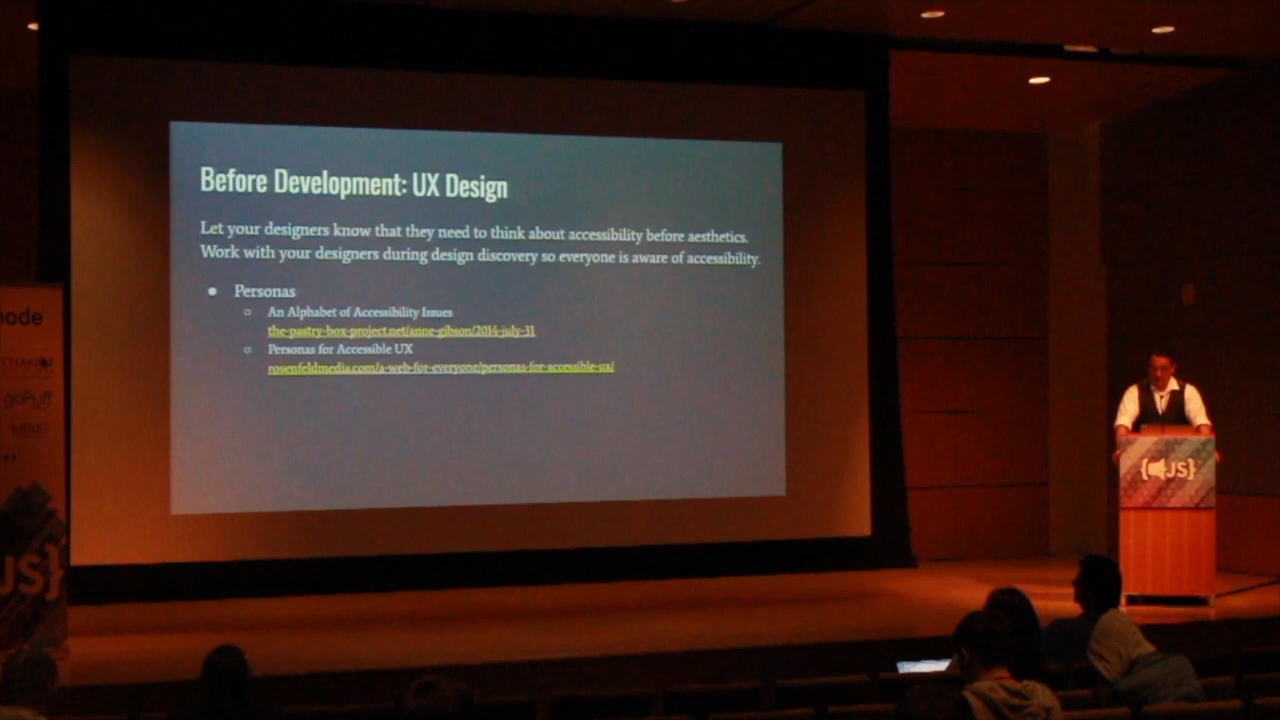 Before Development: UX Design
Let your designers know that they need to think about accessibility before aesthetics.
Work with your designers during design discovery so everyone is aware of accessibility.
Personas
An Alphabet of Accessibility Issues
the-pastry-box-project.net/anne-gibson/2014-july-31
Personas for Accessible UX
rosenfeldmedia.com/a-web-for-everyone/personas-for-accessible-ux/
node
goPuff
JS}
{JS}